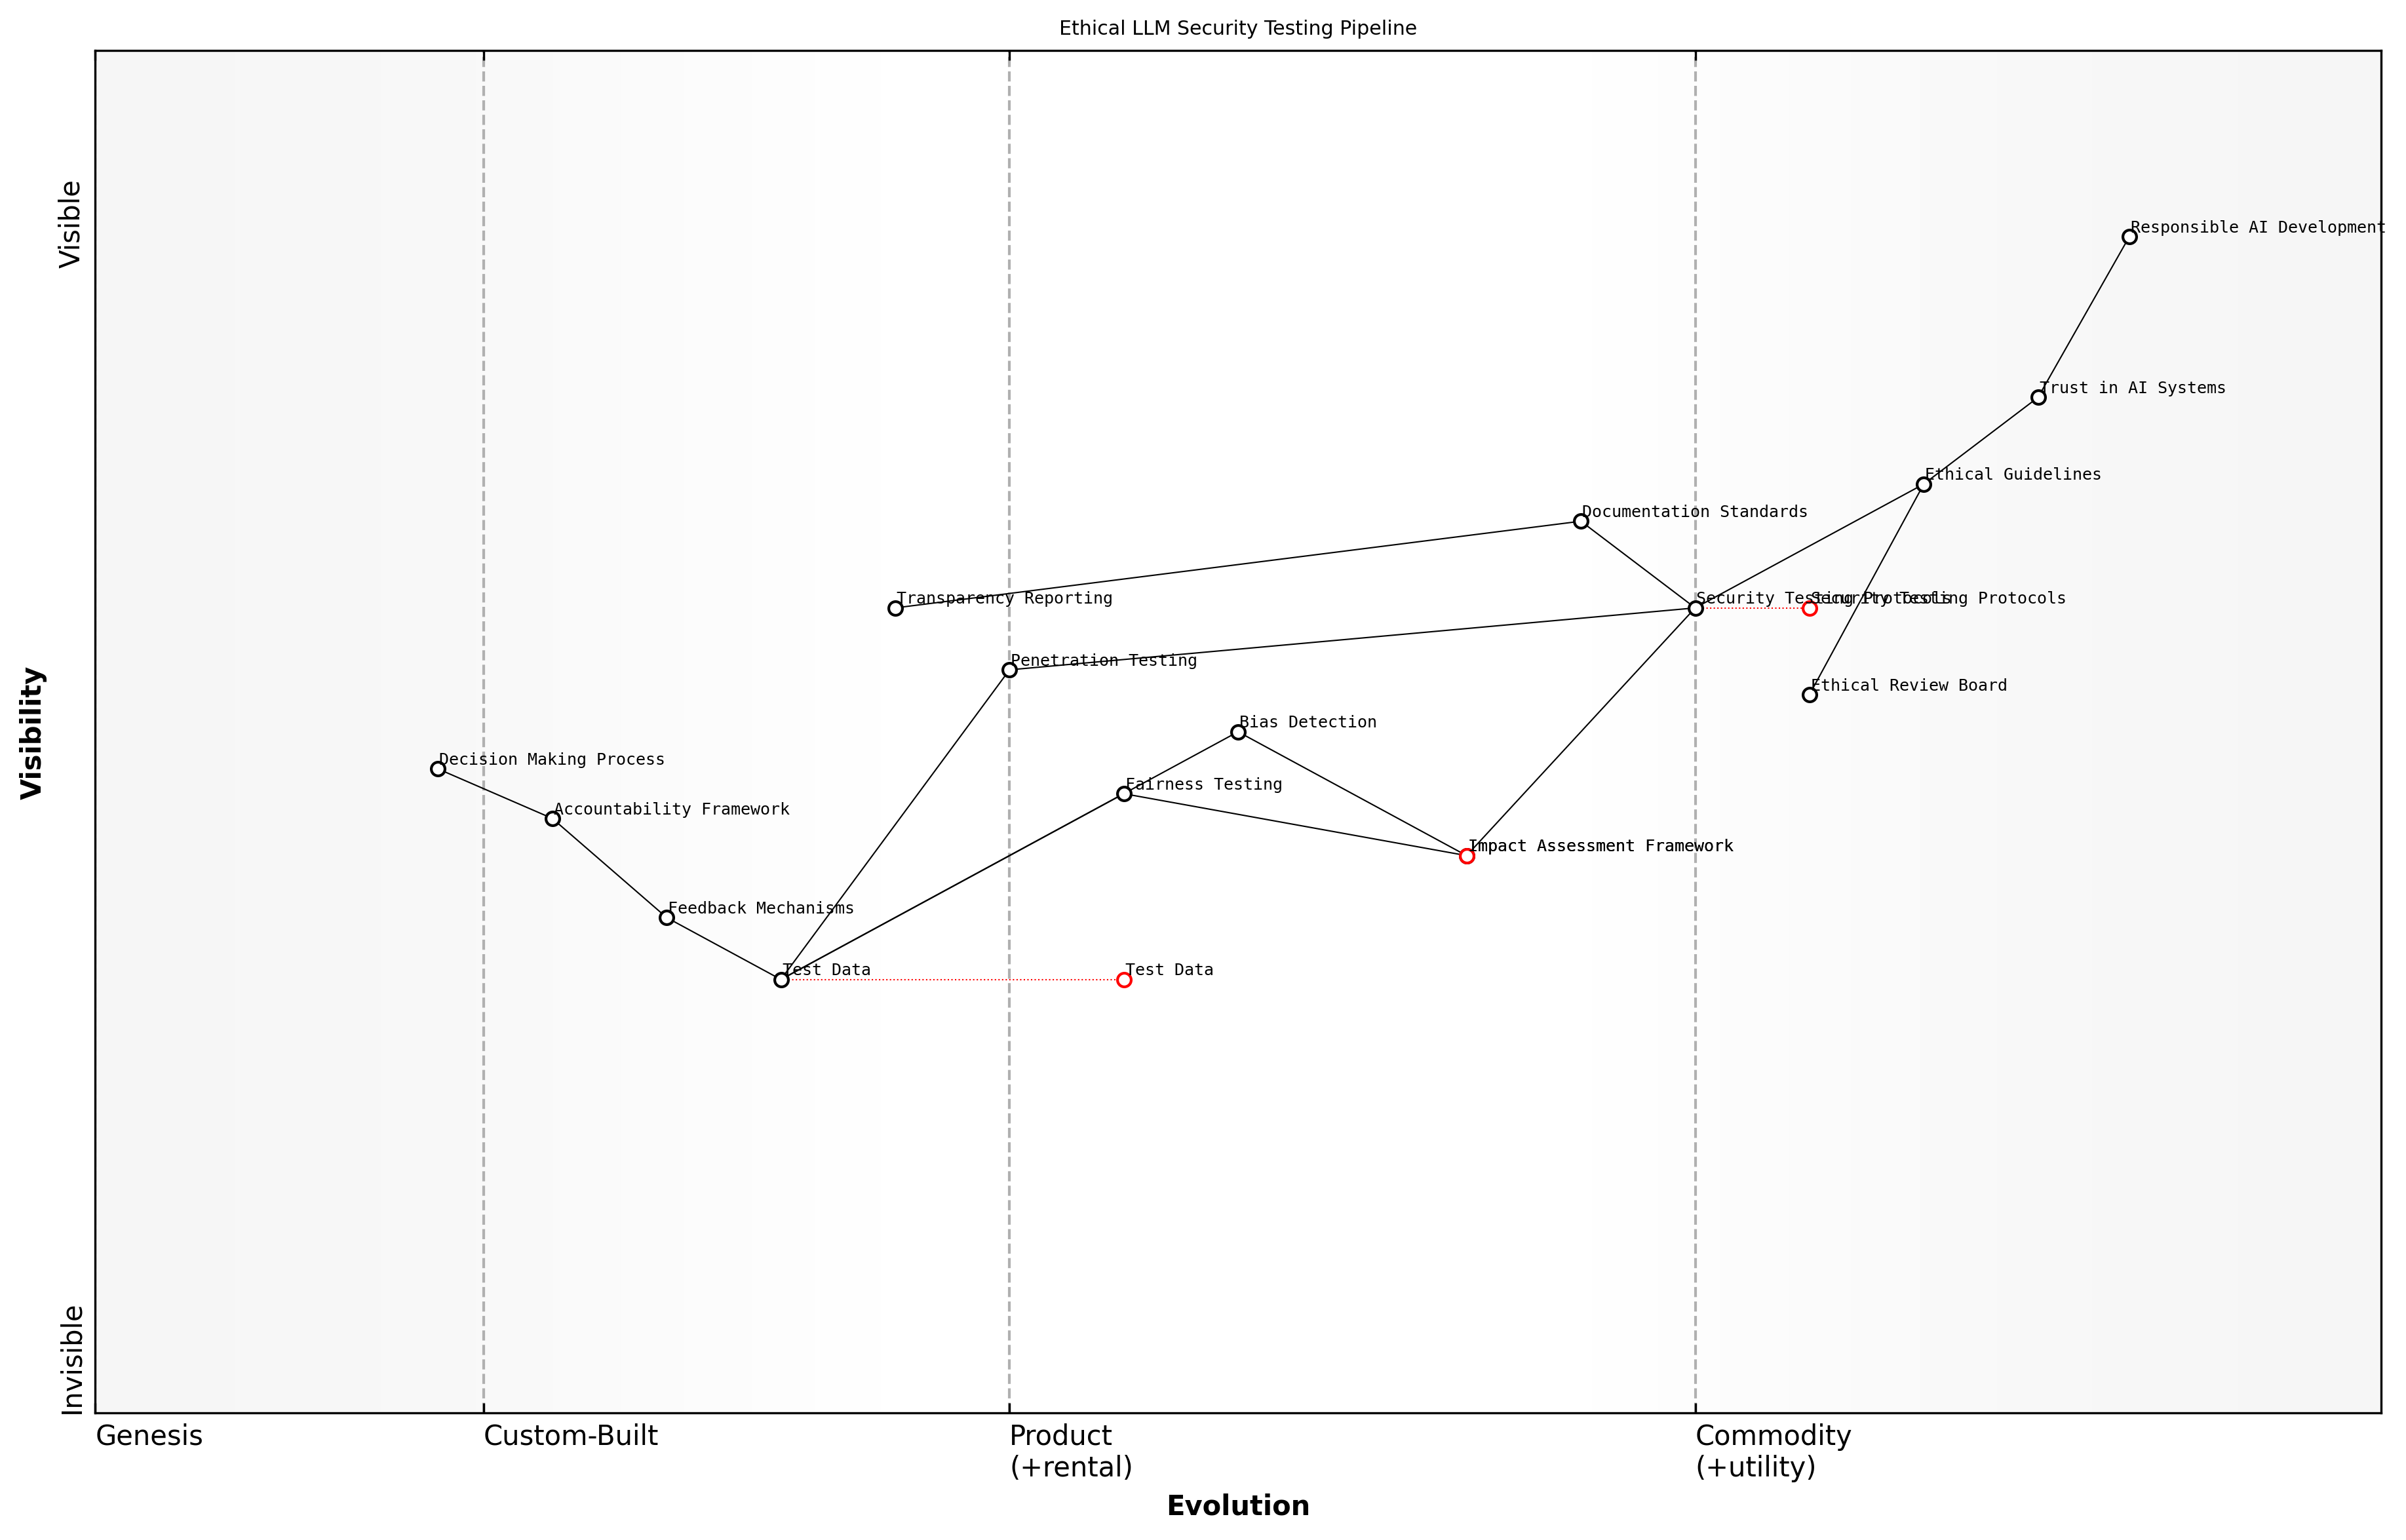 Ethical LLM Security Testing Pipeline
Visible
Responsible AI Development
Trust in AI Systems
Ethical Guidelines
Documentation Standards
Transparency Reporting
Security Testing Protocols
Security Testing Protocols
Penetration Testing
Ethical Review Board
Bias Detection
Decision Making Process
Fairness Testing
Accountability Framework
Impact Assessment Framework
Feedback Mechanisms
Test Data
Test Data
Visibility
Invisible
Genesis
Custom-Built
Product
(+rental)
Commodity
(+utility)
Evolution